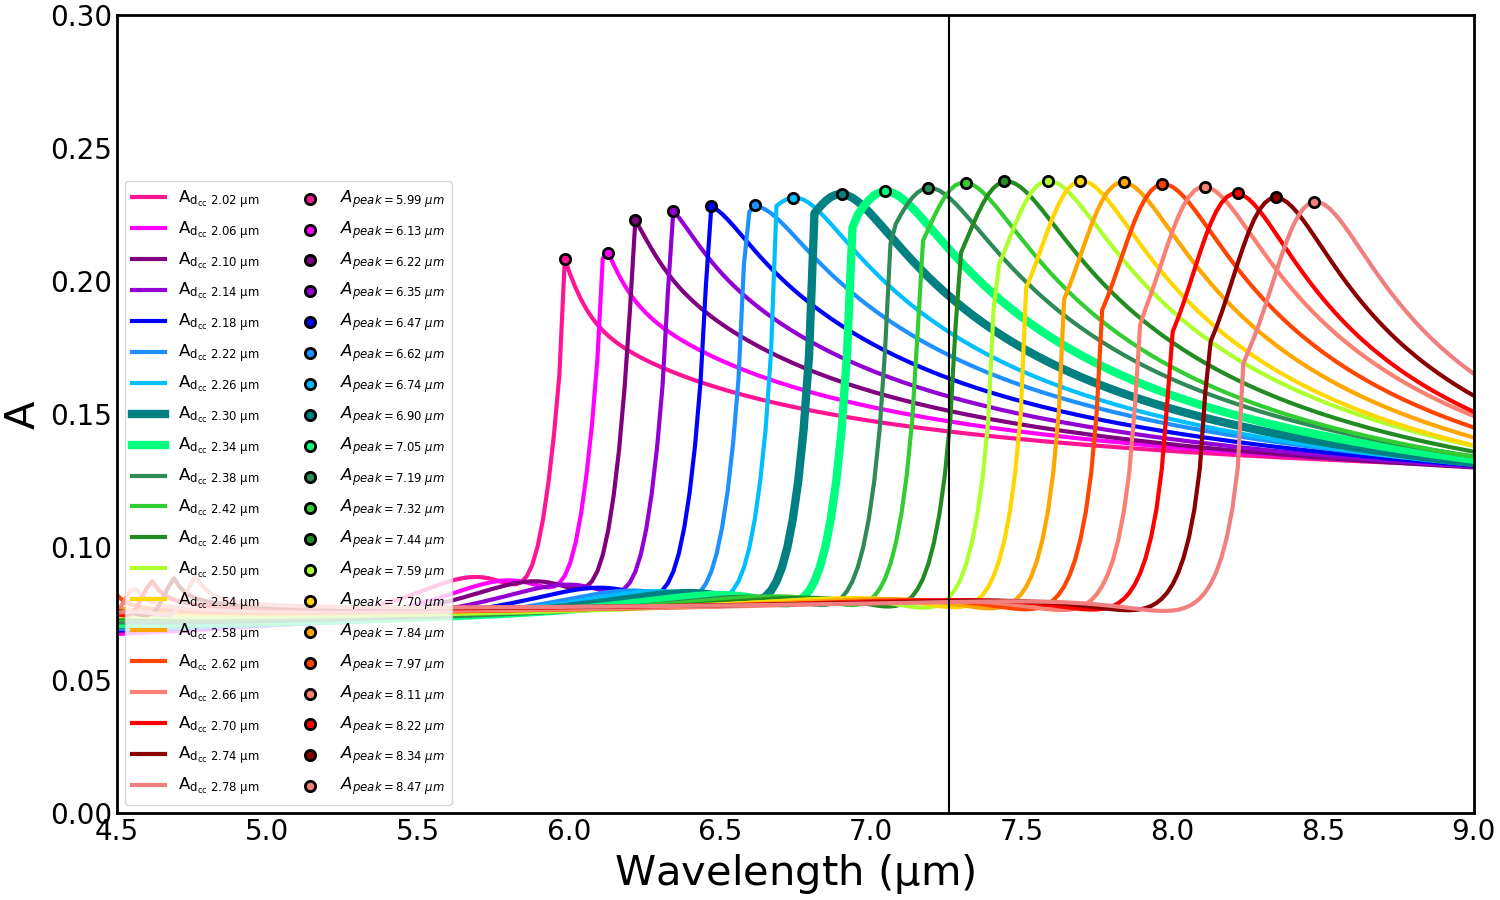 0.30
0.25
0.20
0.15
0.10
0.05
0.00
A
A_dcc 2.02 μm A_peak = 5.99 μm
A_dcc 2.06 μm A_peak = 6.13 μm
A_dcc 2.10 μm A_peak = 6.22 μm
A_dcc 2.14 μm A_peak = 6.35 μm
A_dcc 2.18 μm A_peak = 6.47 μm
A_dcc 2.22 μm A_peak = 6.62 μm
A_dcc 2.26 μm A_peak = 6.74 μm
A_dcc 2.30 μm A_peak = 6.90 μm
A_dcc 2.34 μm A_peak = 7.05 μm
A_dcc 2.38 μm A_peak = 7.19 μm
A_dcc 2.42 μm A_peak = 7.32 μm
A_dcc 2.46 μm A_peak = 7.44 μm
A_dcc 2.50 μm A_peak = 7.59 μm
A_dcc 2.54 μm A_peak = 7.70 μm
A_dcc 2.58 μm A_peak = 7.84 μm
A_dcc 2.62 μm A_peak = 7.97 μm
A_dcc 2.66 μm A_peak = 8.11 μm
A_dcc 2.70 μm A_peak = 8.22 μm
A_dcc 2.74 μm A_peak = 8.34 μm
A_dcc 2.78 μm A_peak = 8.47 μm
4.5 5.0 5.5 6.0 6.5 7.0 7.5 8.0 8.5 9.0
Wavelength (μm)